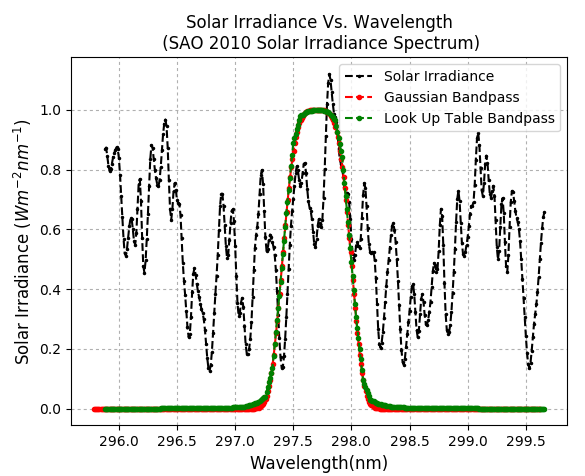 Solar Irradiance Vs. Wavelength
(SAO 2010 Solar Irradiance Spectrum)
Solar Irradiance
Gaussian Bandpass
Look Up Table Bandpass
Solar Irradiance (Wm⁻²nm⁻¹)
1.0
0.8
0.6
0.4
0.2
0.0
296.0 296.5 297.0 297.5 298.0 298.5 299.0 299.5
Wavelength(nm)